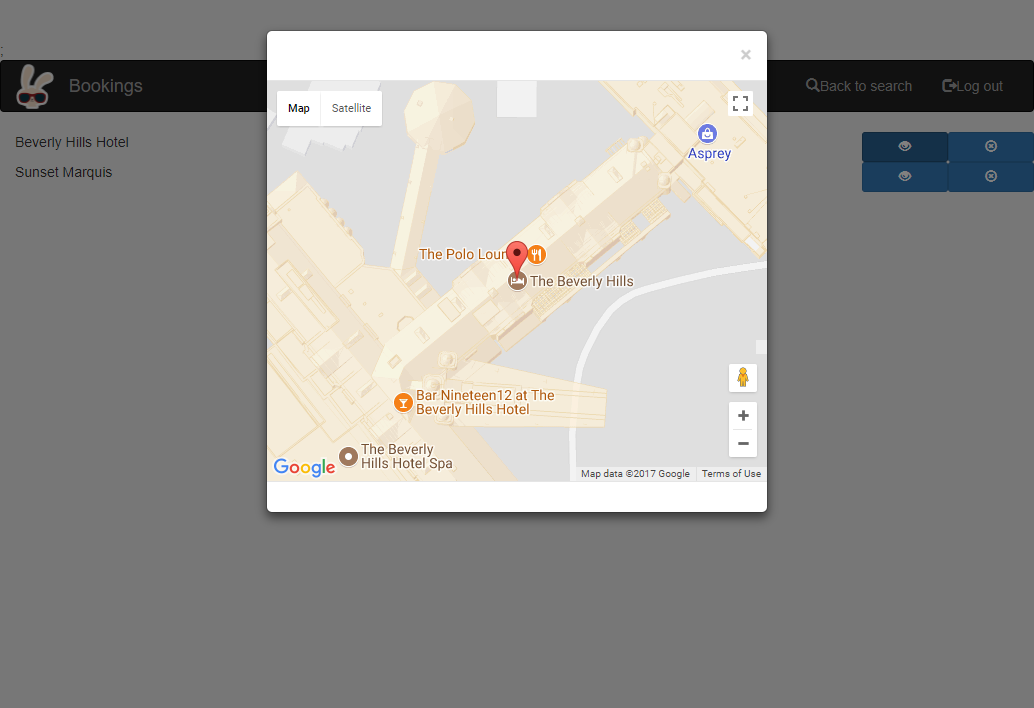 ×
;
Bookings
Back to search
Log out
Map
Satellite
Asprey
Beverly Hills Hotel
Sunset Marquis
The Polo
The Beverly Hills
Bar Nineteen12 at The
Beverly Hills Hotel
The Beverly
Hills Hotel Spa
+
−
Google
Map data ©2017 Google
Terms of Use